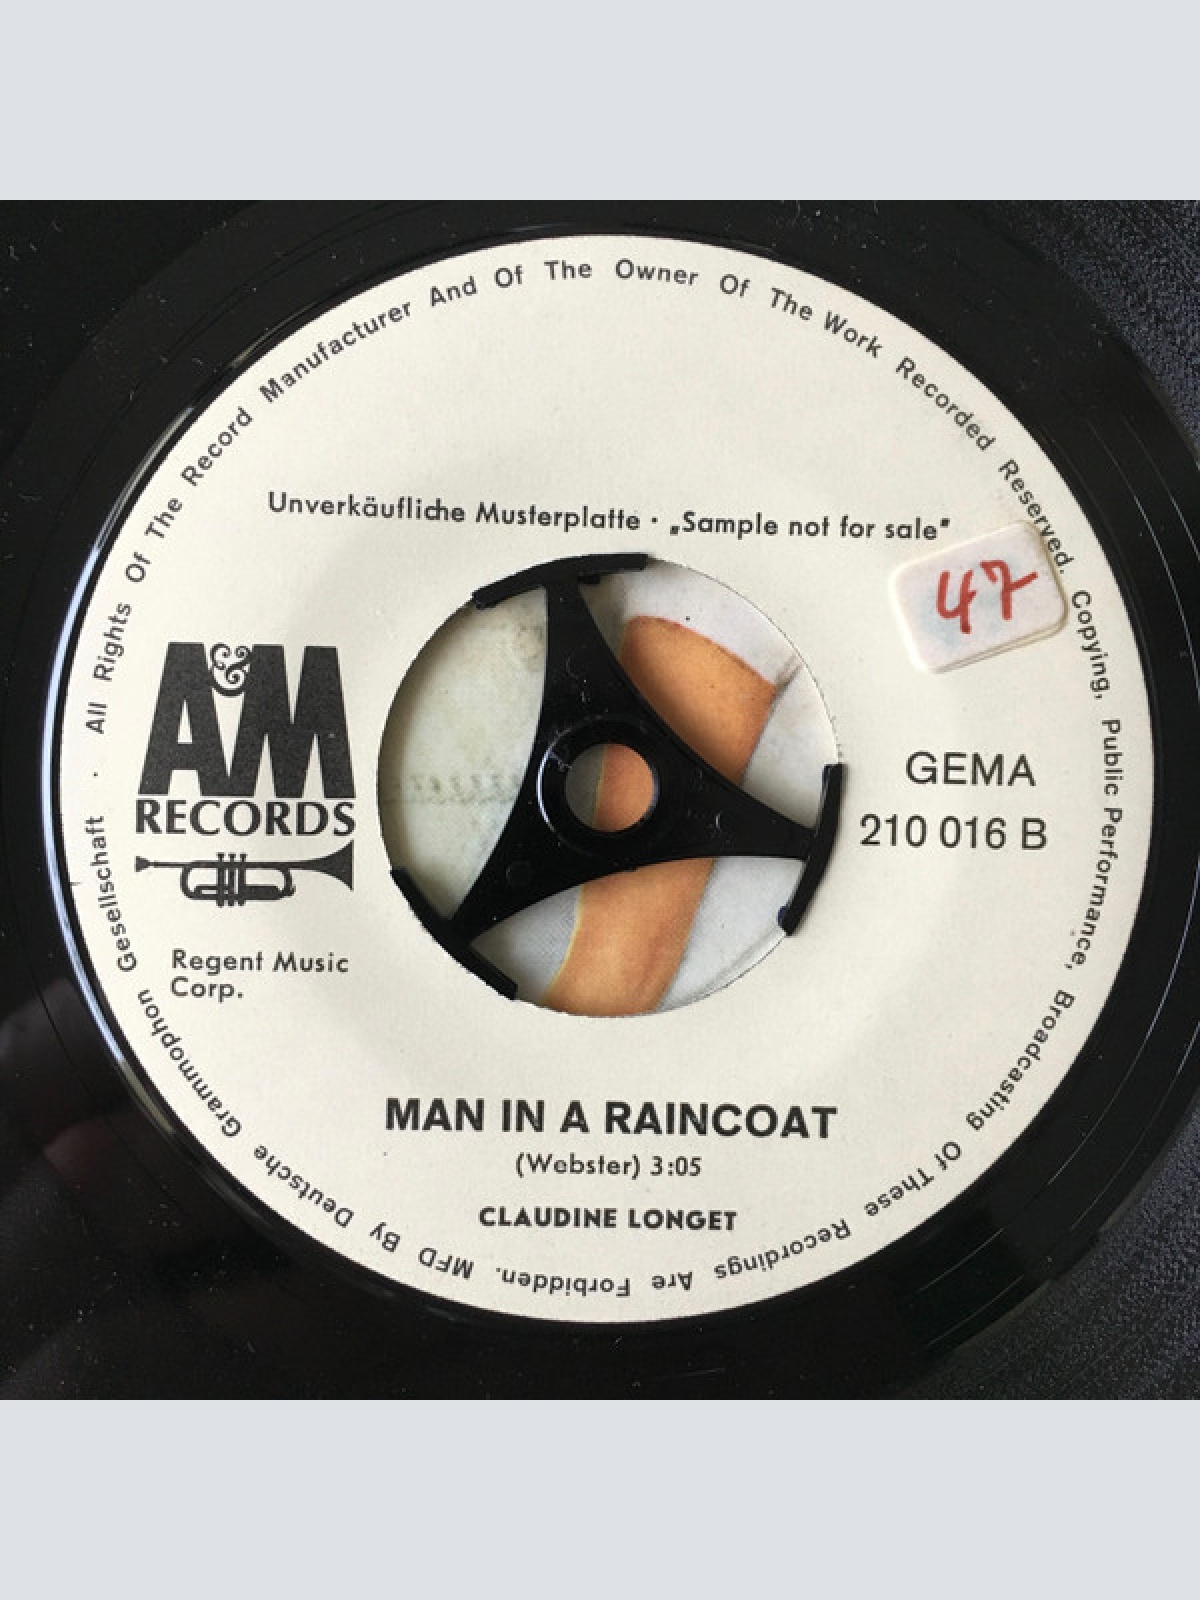 All Rights Of The Record Manufacturer And Of The Owner Of The Work Recorded Reserved. Copying, Public Performance, Broadcasting Of These Recordings Are Forbidden. MFD By Deutsche Grammophon Gesellschaft ·
Unverkäufliche Musterplatte · „Sample not for sale"
47
A&M
RECORDS
GEMA
210 016 B
Regent Music
Corp.
MAN IN A RAINCOAT
(Webster) 3:05
CLAUDINE LONGET